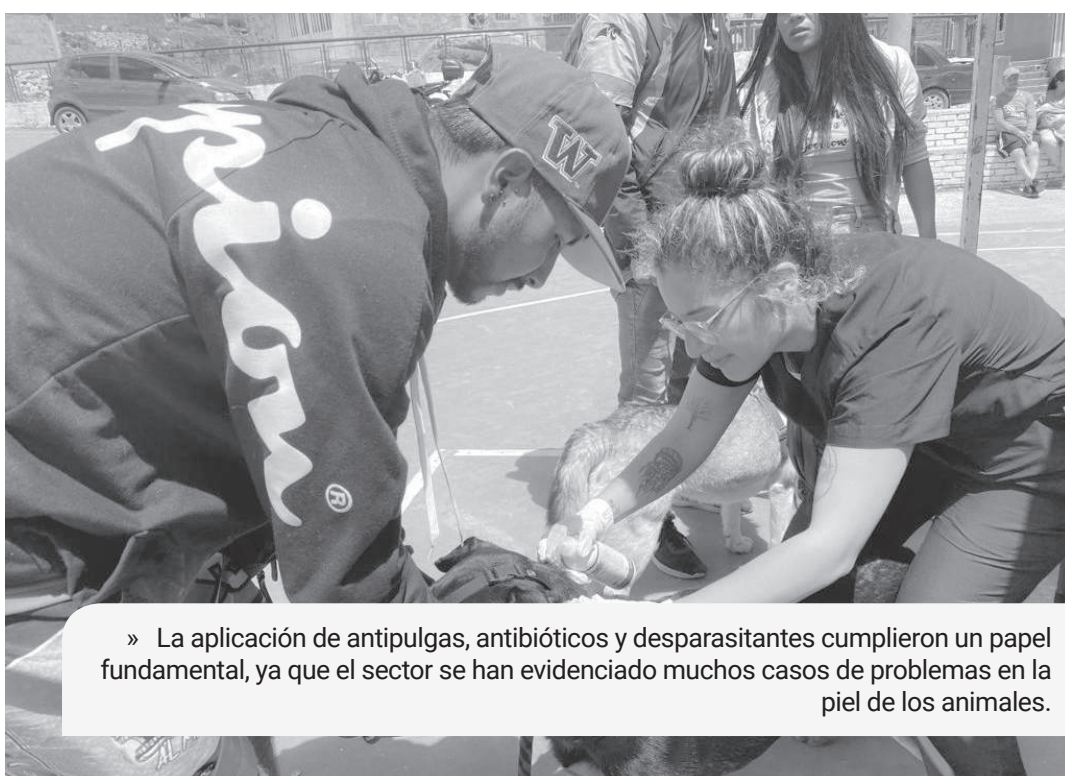 pion
®
W
» La aplicación de antipulgas, antibióticos y desparasitantes cumplieron un papel
fundamental, ya que el sector se han evidenciado muchos casos de problemas en la
piel de los animales.